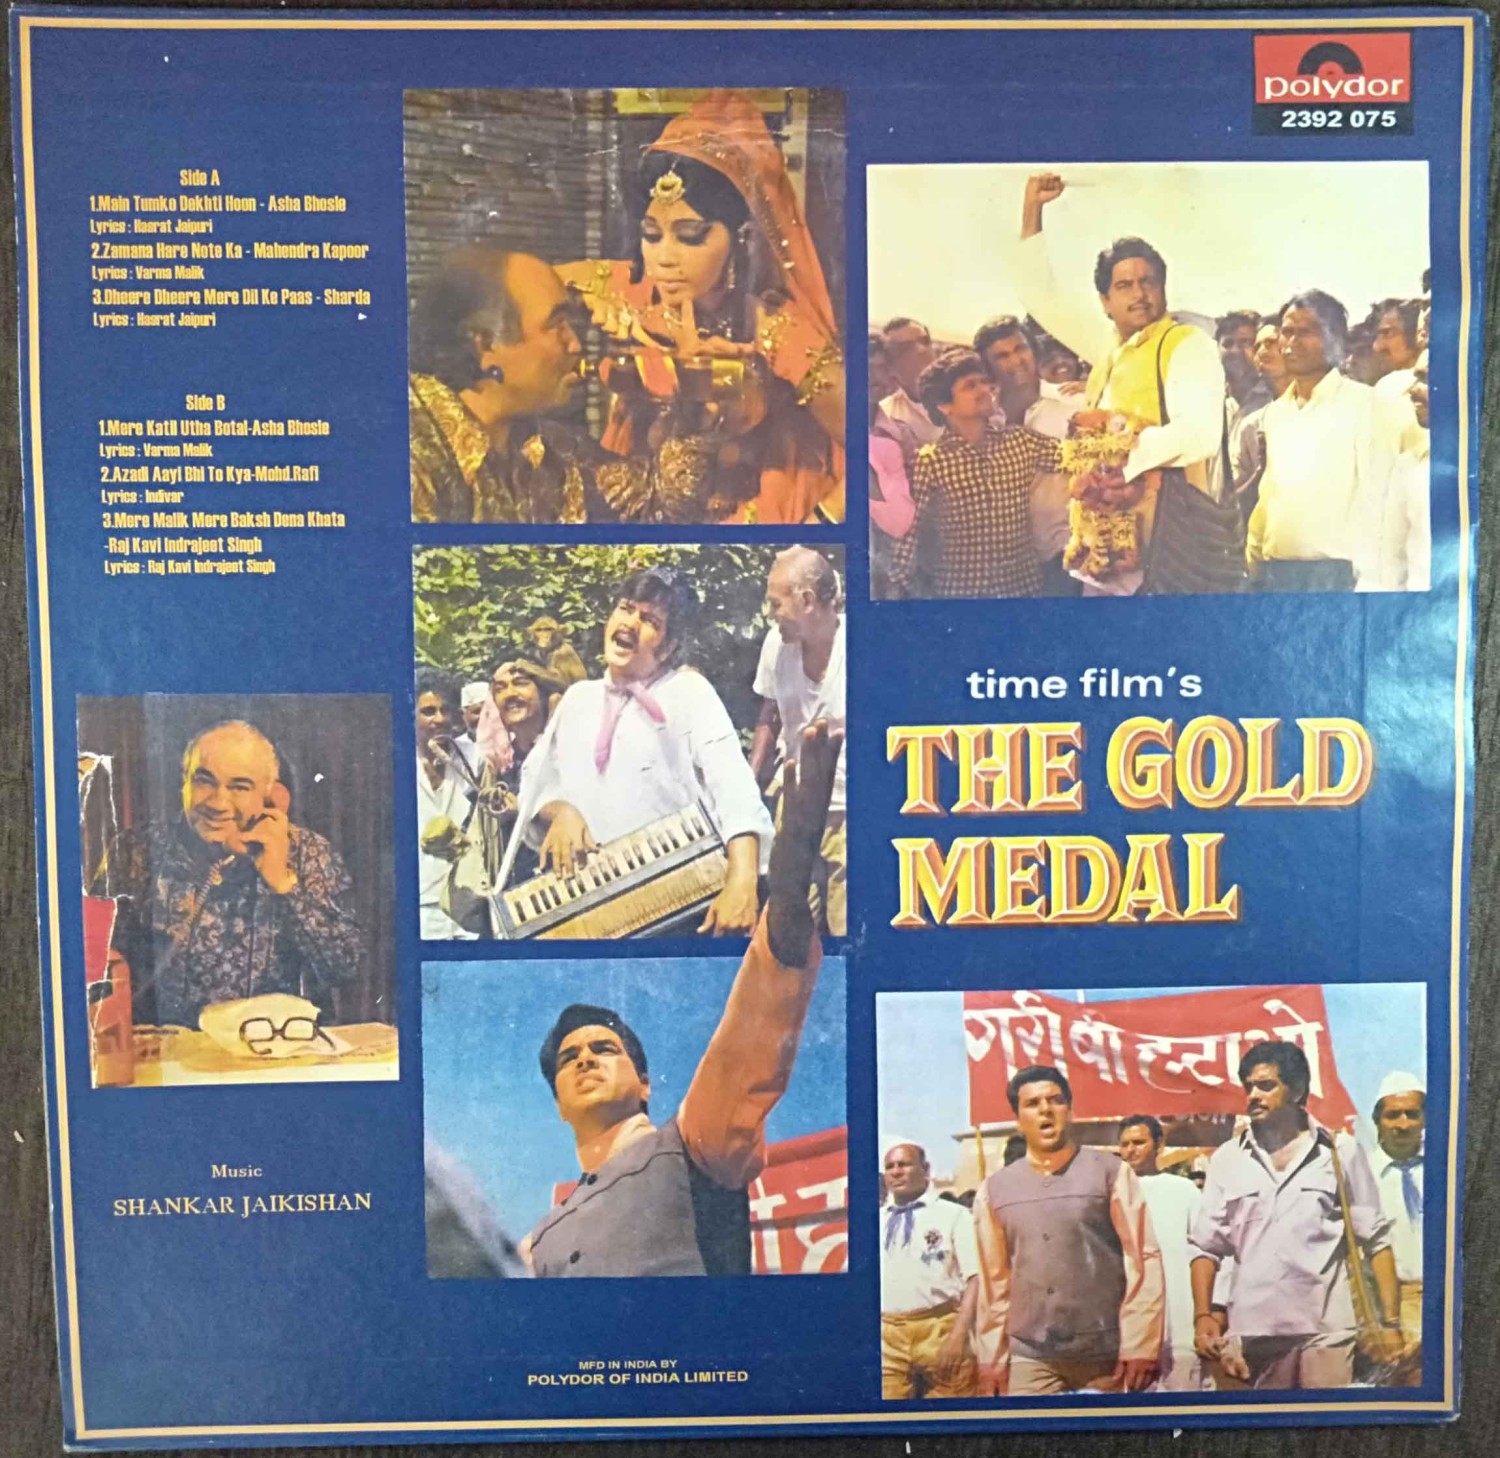 polydor
2392 075
Side A
1.Main Tumko Dekhti Hoon - Asha Bhosle
Lyrics : Hasrat Jaipuri
2.Zamana Hare Note Ka - Mahendra Kapoor
Lyrics : Varma Malik
3.Dheere Dheere Mere Dil Ke Paas - Sharda
Lyrics : Hasrat Jaipuri
Side B
1.Mere Katil Utha Botal-Asha Bhosle
Lyrics : Varma Malik
2.Azadi Aayi Bhi To Kya-Mohd.Rafi
Lyrics : Indivar
3.Mere Malik Mere Baksh Dena Khata
-Raj Kavi Indrajeet Singh
Lyrics : Raj Kavi Indrajeet Singh
time film's
THE GOLD
MEDAL
गरीबी हटाओ
Music
SHANKAR JAIKISHAN
MFD IN INDIA BY
POLYDOR OF INDIA LIMITED